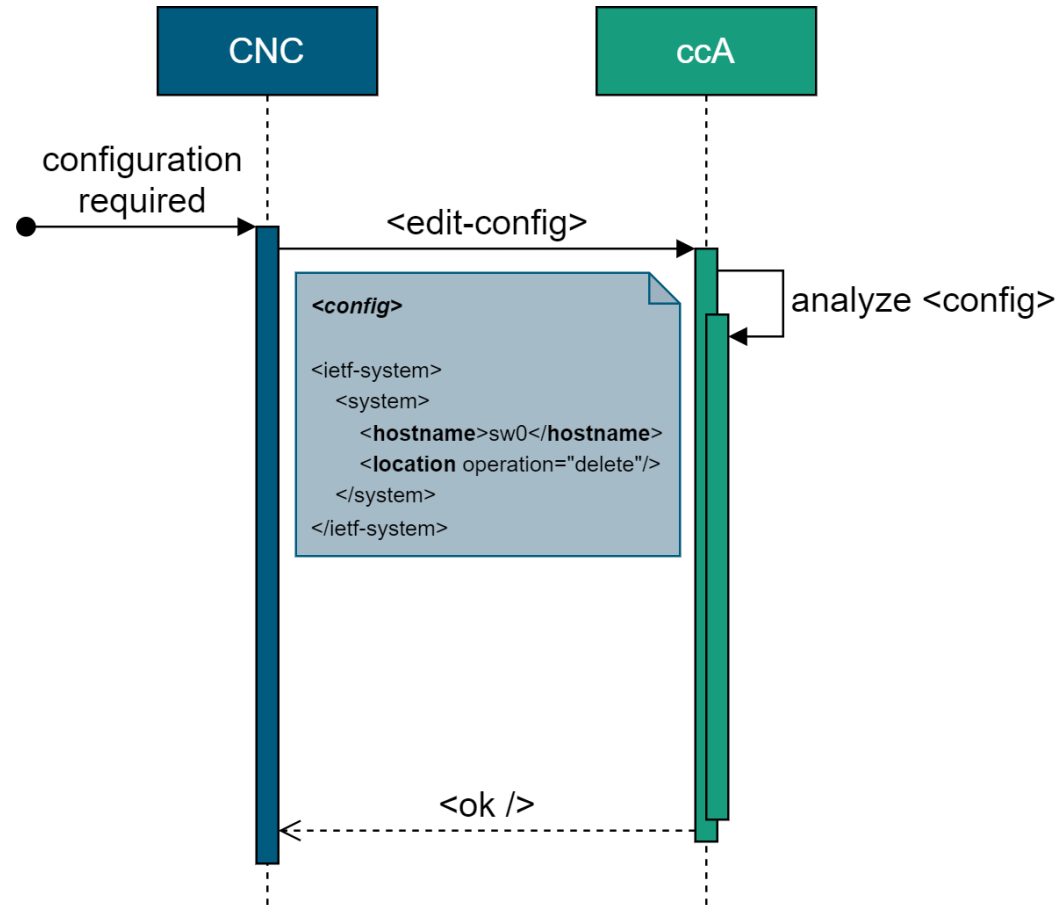 CNC
ccA
configuration
required
<edit-config>
analyze <config>
<config>
<ietf-system>
<system>
<hostname>sw0</hostname>
<location operation="delete"/>
</system>
</ietf-system>
<ok />